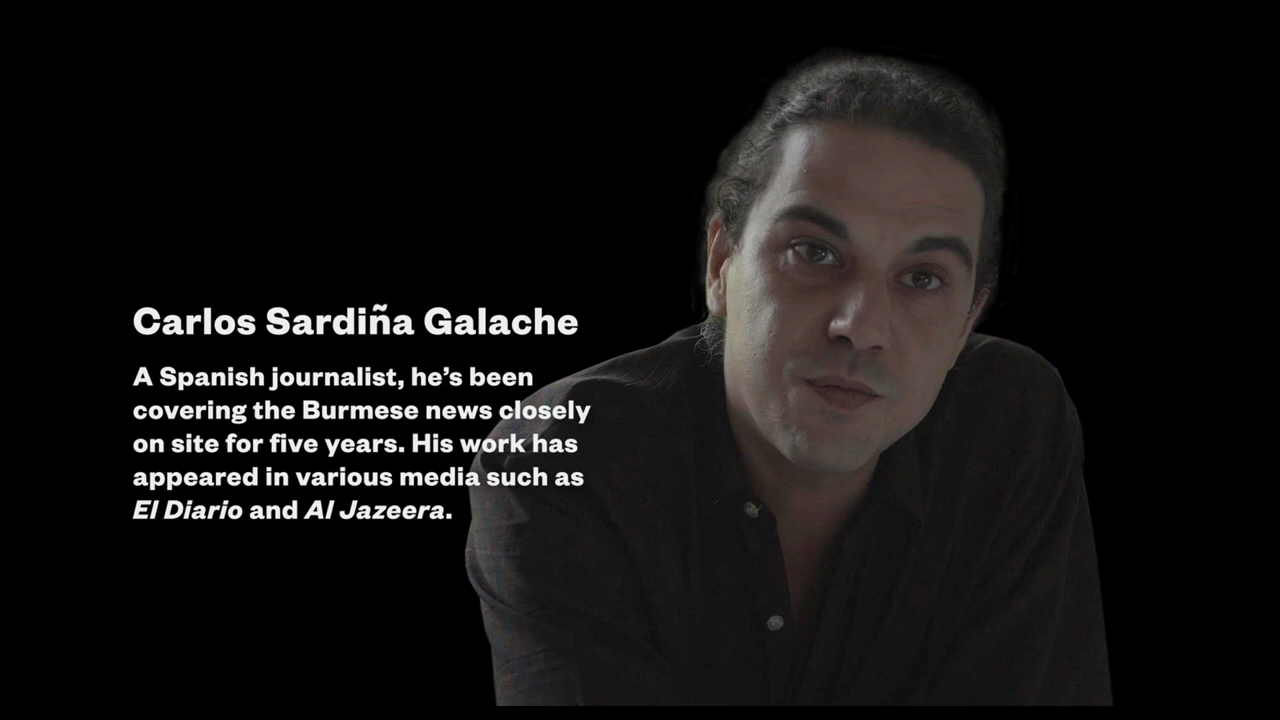 Carlos Sardiña Galache
A Spanish journalist, he’s been
covering the Burmese news closely
on site for five years. His work has
appeared in various media such as
El Diario and Al Jazeera.